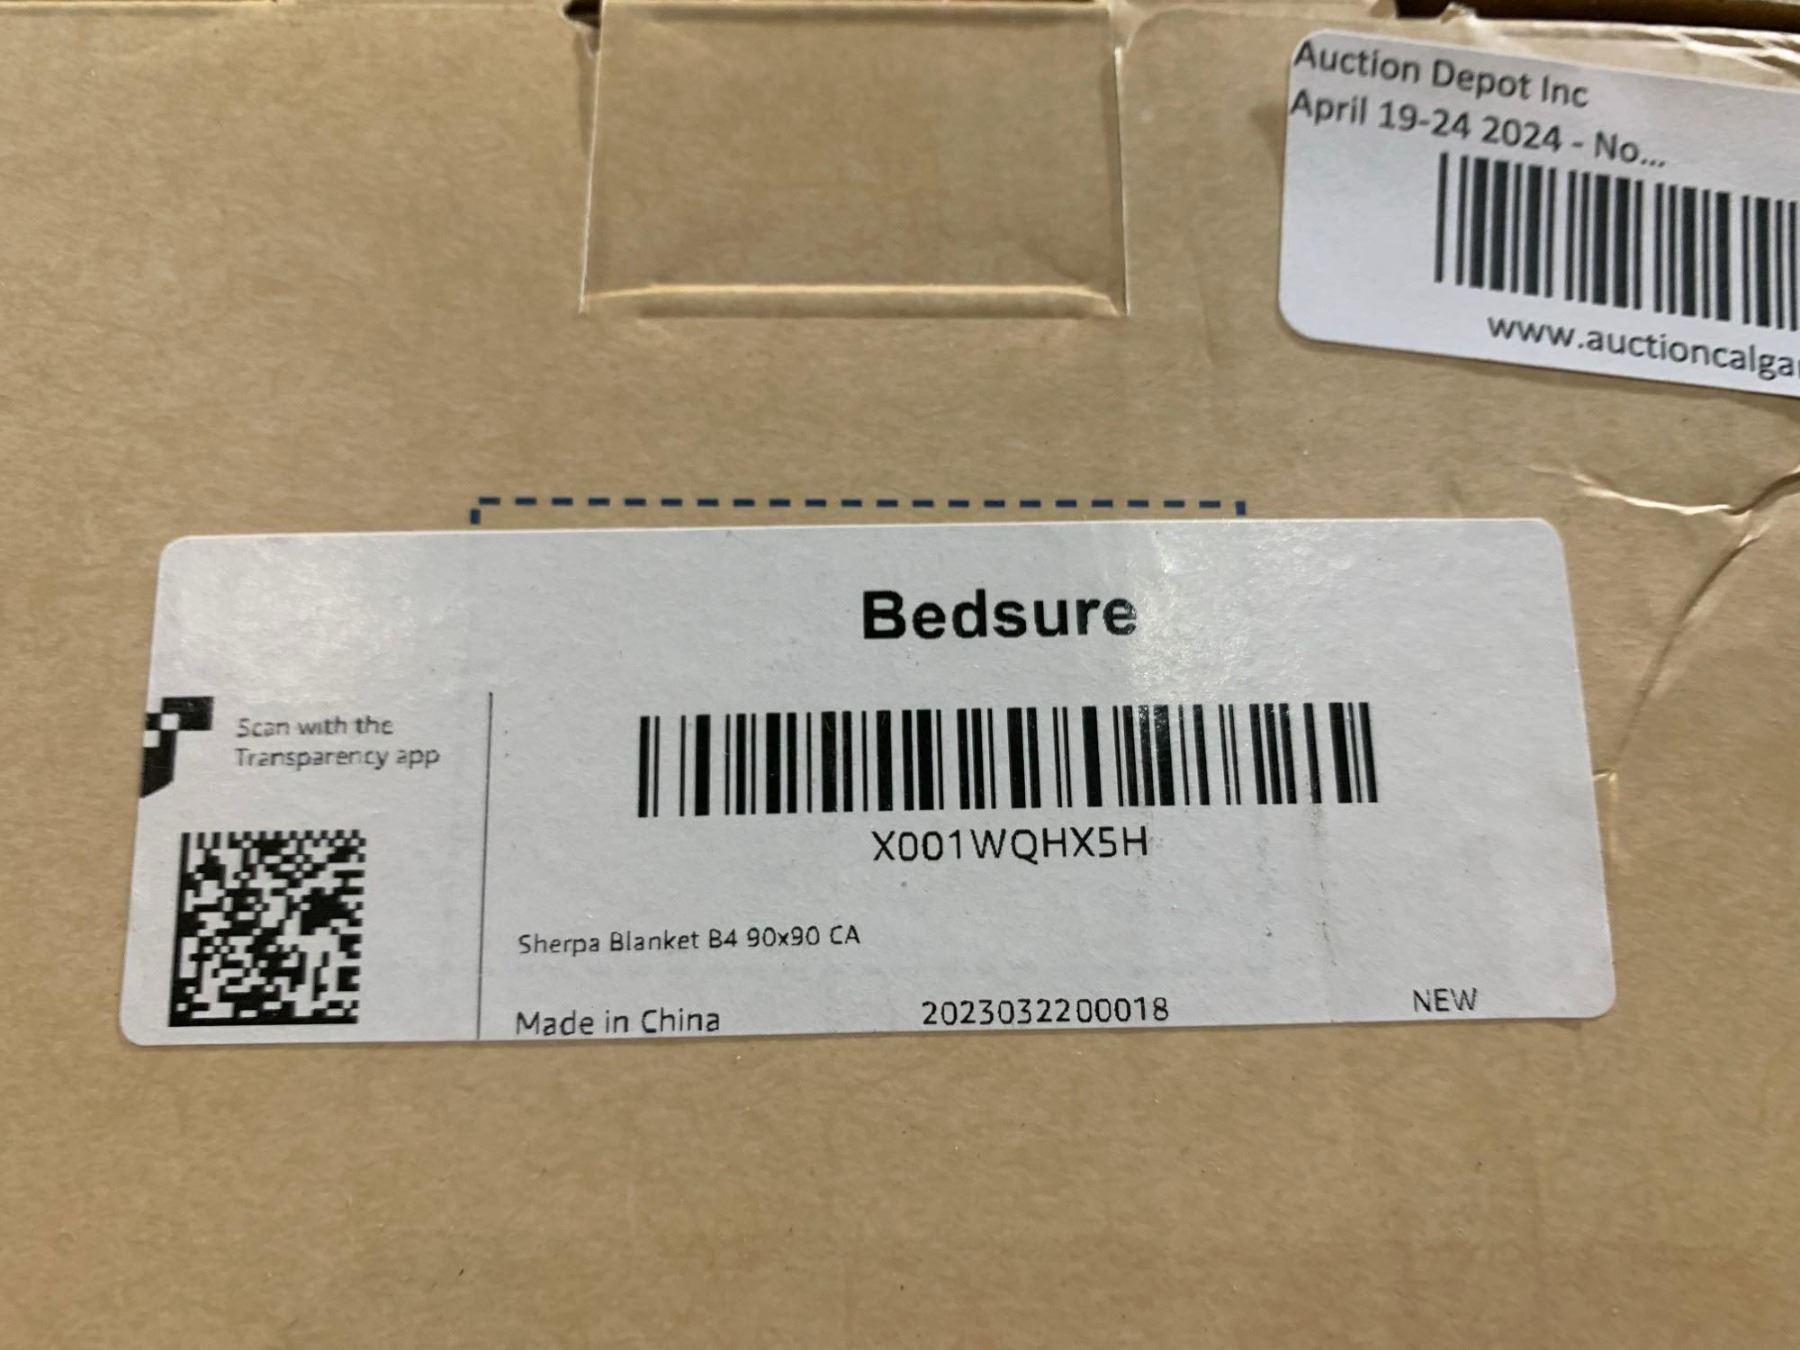 Auction Depot Inc
April 19-24 2024 - No...
www.auctioncalgar
Bedsure
Scan with the
Transparency app
X001WQHX5H
Sherpa Blanket B4 90x90 CA
Made in China
2023032200018
NEW